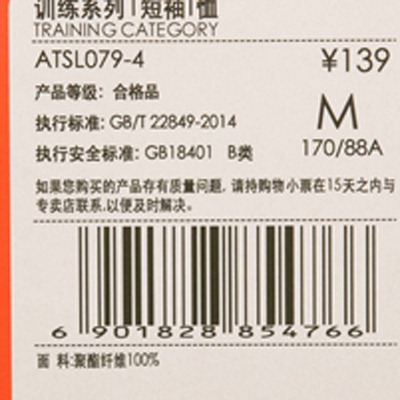 训练系列/短袖T恤
TRAINING CATEGORY
ATSL079-4 ¥139
产品等级: 合格品
M
执行标准: GB/T 22849-2014
170/88A
执行安全标准: GB18401 B类
如果您购买的产品存有质量问题, 请持购物小票在15天之内与
专卖店联系,以便及时解决。
6 901828 854766
面 料:聚酯纤维100%